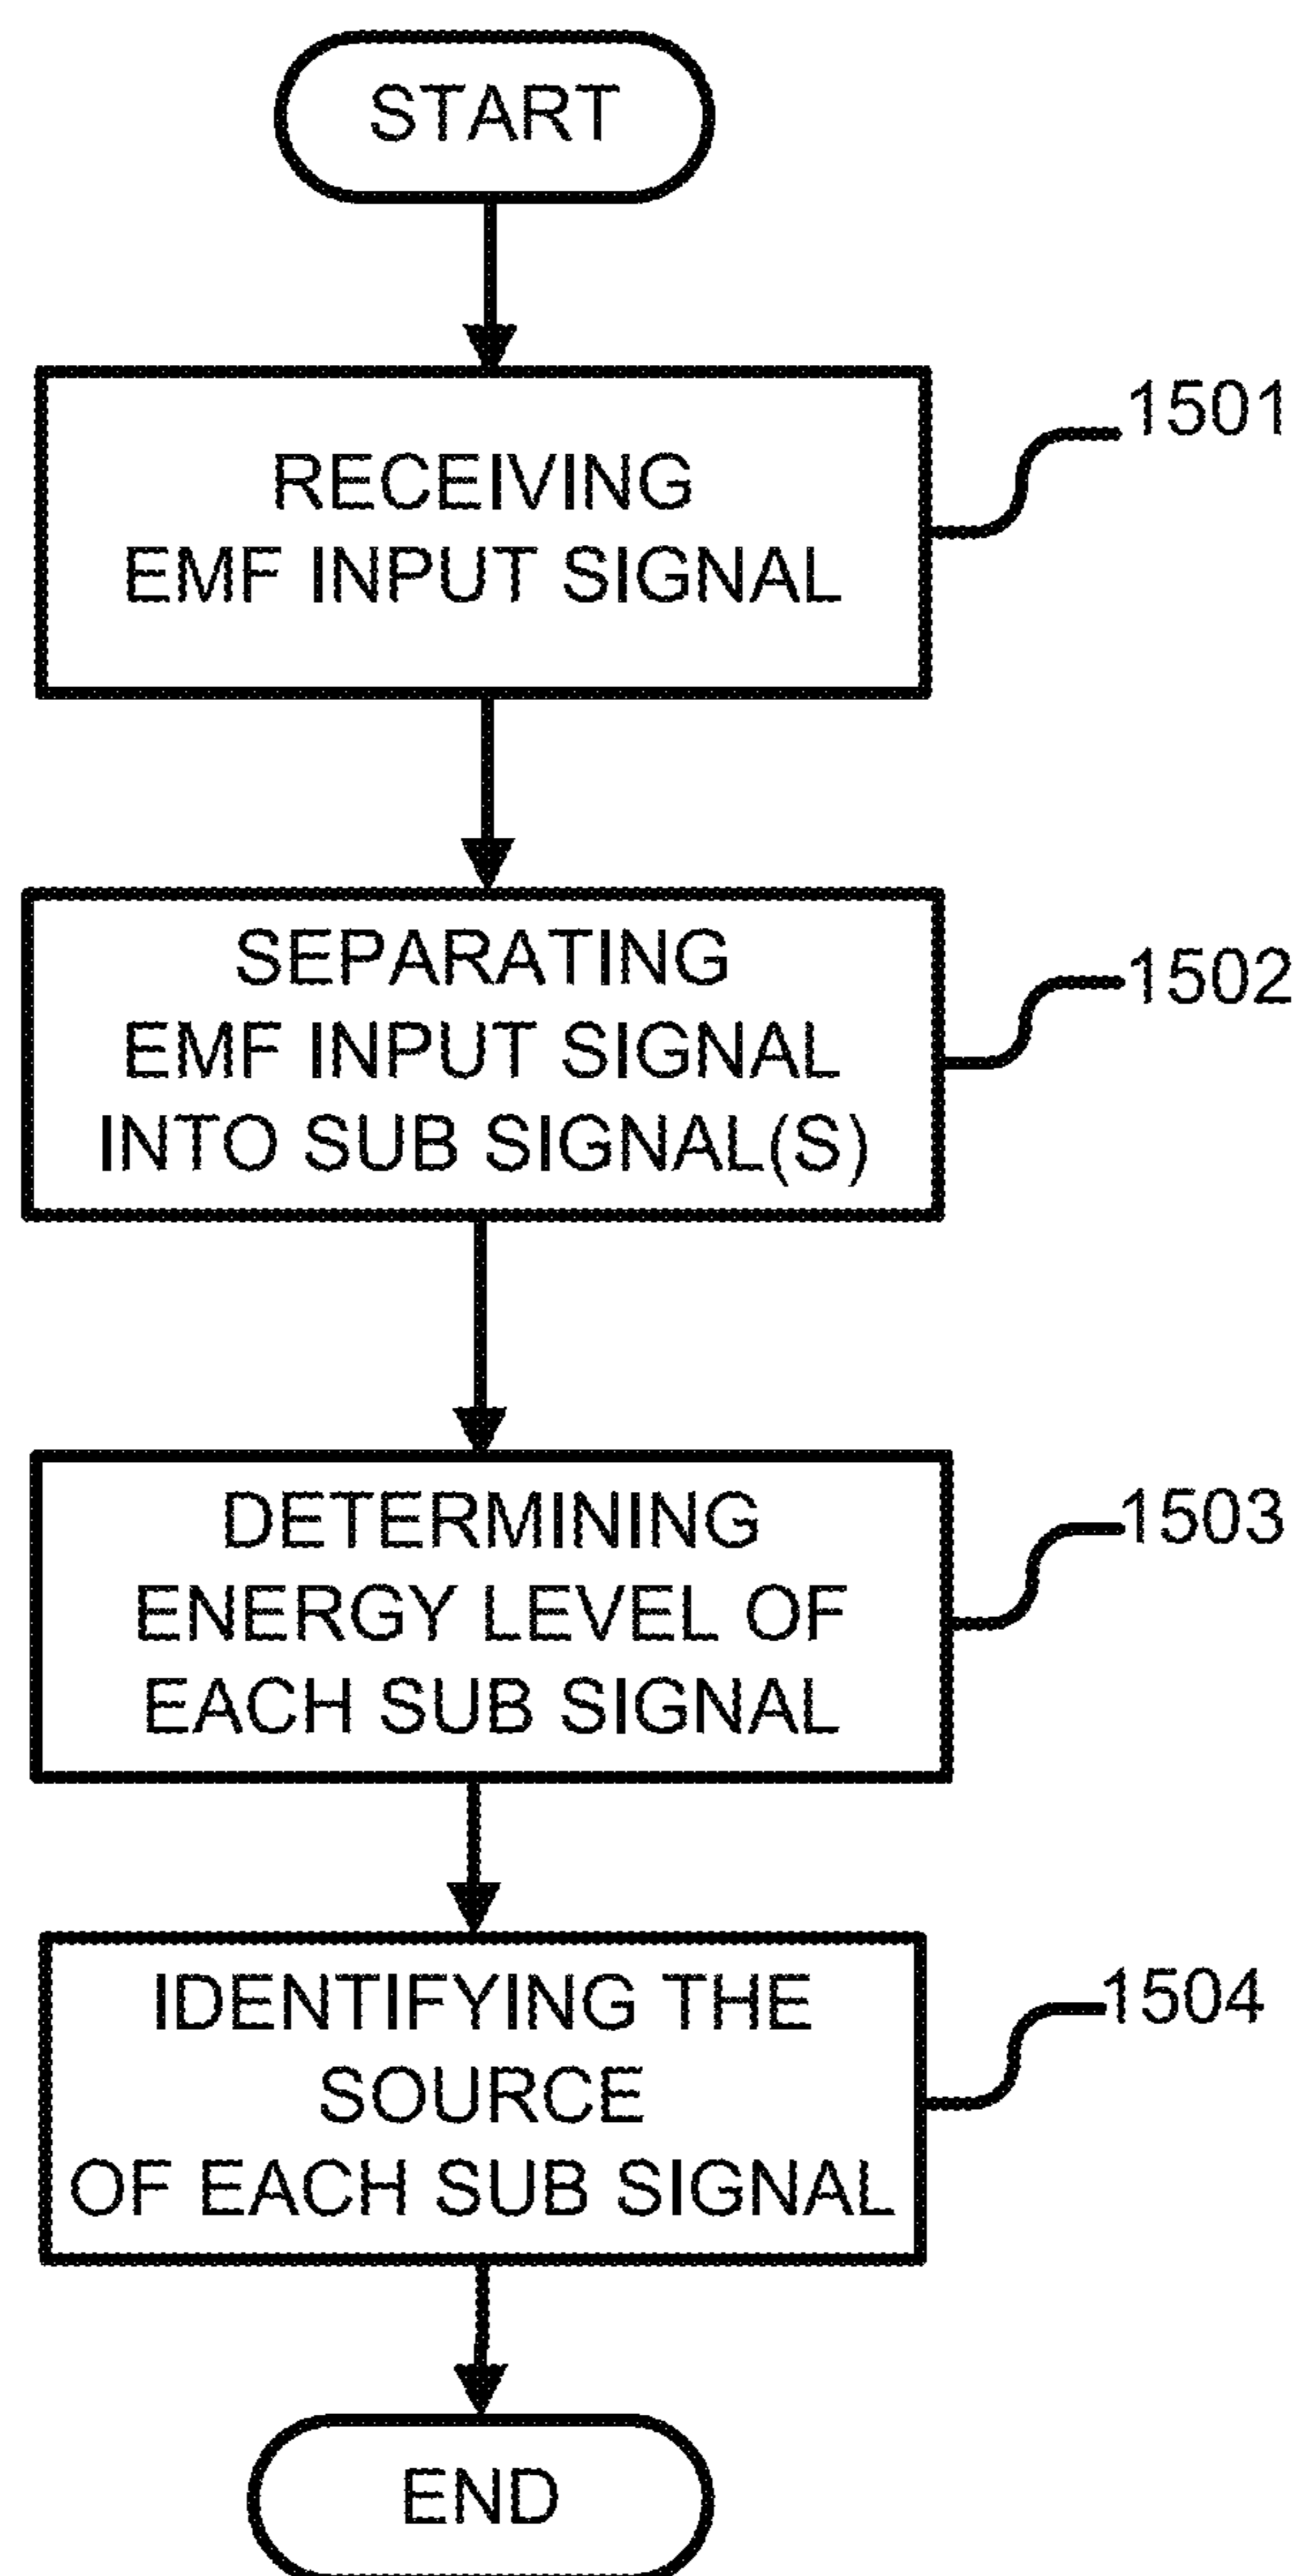 START
RECEIVING
EMF INPUT SIGNAL
1501
SEPARATING
EMF INPUT SIGNAL
INTO SUB SIGNAL(S)
1502
DETERMINING
ENERGY LEVEL OF
EACH SUB SIGNAL
1503
IDENTIFYING THE
SOURCE
OF EACH SUB SIGNAL
1504
END